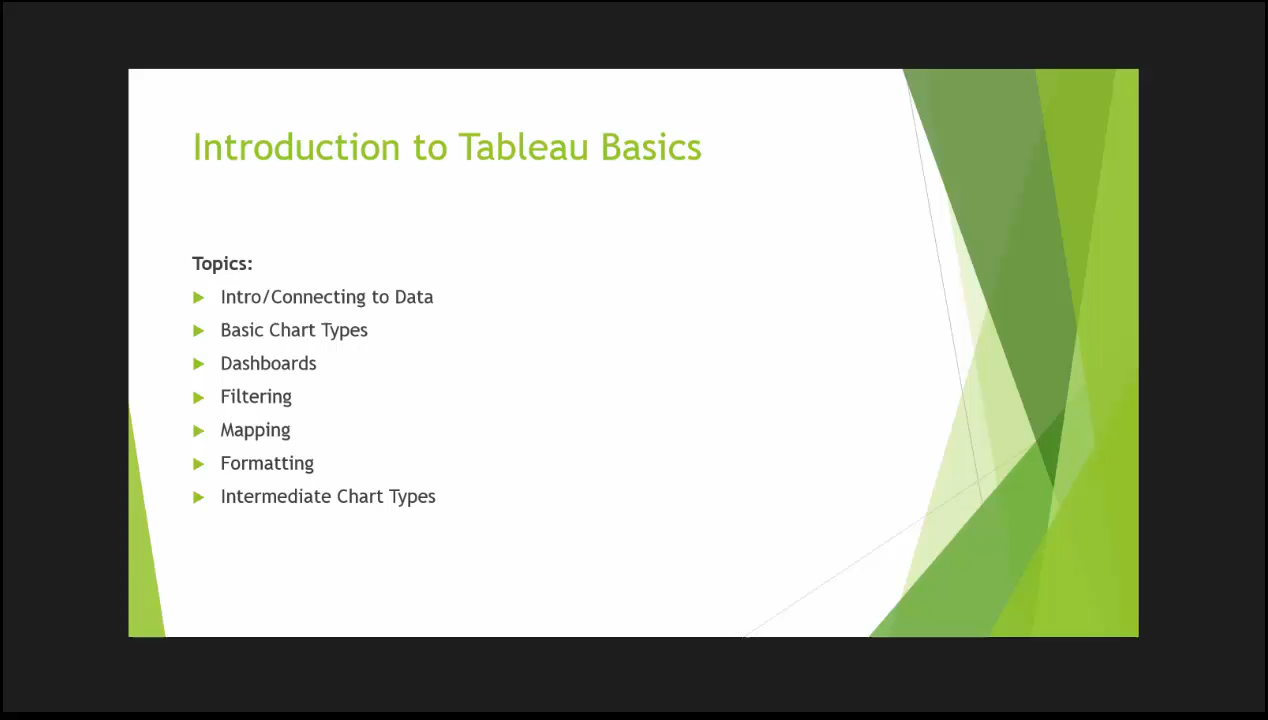 Introduction to Tableau Basics
Topics:
Intro/Connecting to Data
Basic Chart Types
Dashboards
Filtering
Mapping
Formatting
Intermediate Chart Types